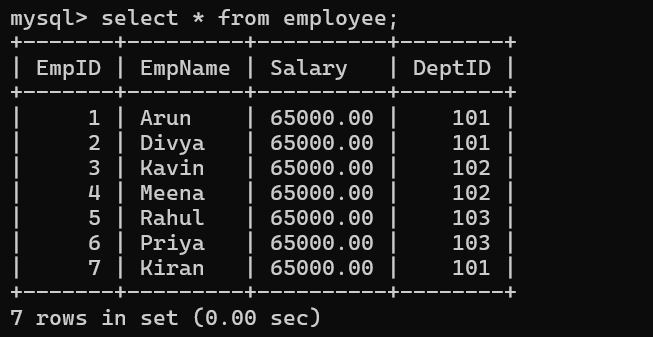 mysql> select * from employee;
+-------+---------+----------+--------+
| EmpID | EmpName | Salary   | DeptID |
+-------+---------+----------+--------+
|     1 | Arun    | 65000.00 |    101 |
|     2 | Divya   | 65000.00 |    101 |
|     3 | Kavin   | 65000.00 |    102 |
|     4 | Meena   | 65000.00 |    102 |
|     5 | Rahul   | 65000.00 |    103 |
|     6 | Priya   | 65000.00 |    103 |
|     7 | Kiran   | 65000.00 |    101 |
+-------+---------+----------+--------+
7 rows in set (0.00 sec)